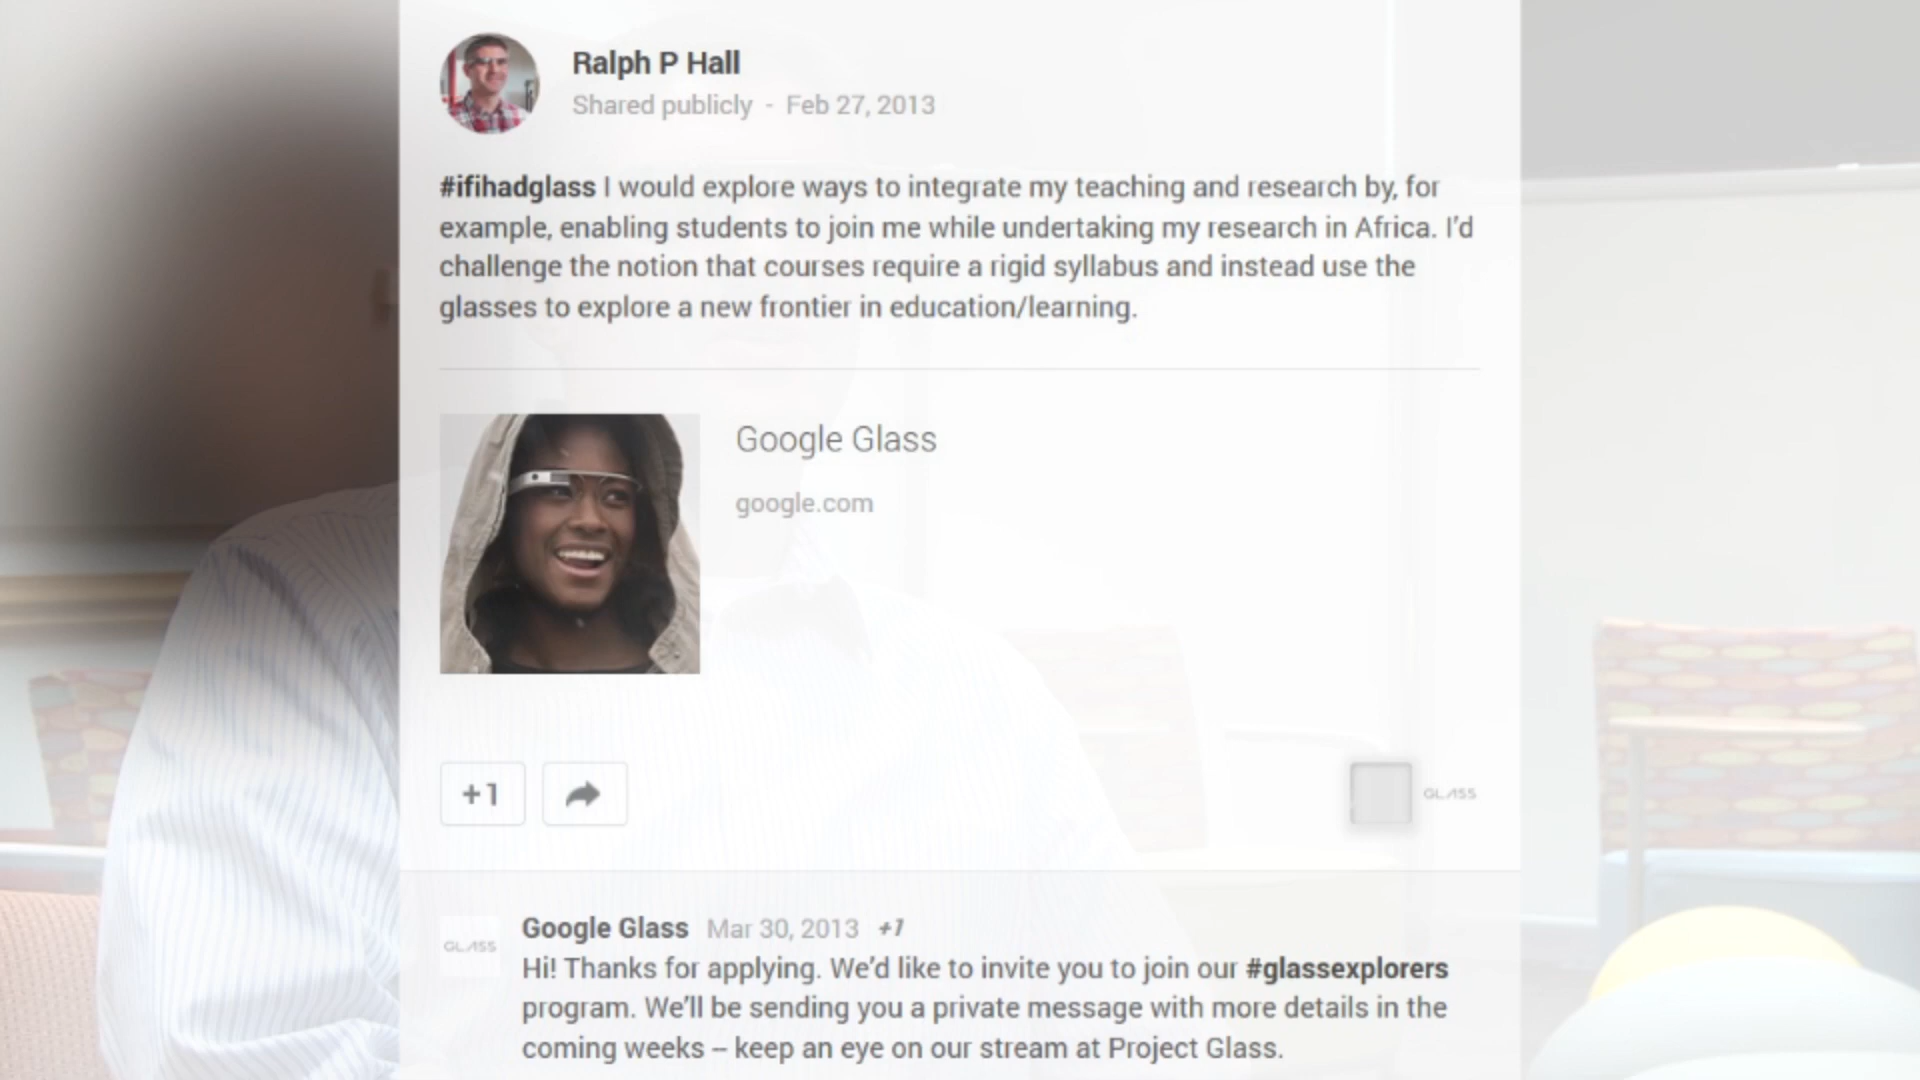 Ralph P Hall
Shared publicly - Feb 27, 2013
#ifihadglass I would explore ways to integrate my teaching and research by, for
example, enabling students to join me while undertaking my research in Africa. I'd
challenge the notion that courses require a rigid syllabus and instead use the
glasses to explore a new frontier in education/learning.
Google Glass
google.com
+1
GLASS
GLASS
Google Glass Mar 30, 2013 +1
Hi! Thanks for applying. We'd like to invite you to join our #glassexplorers
program. We'll be sending you a private message with more details in the
coming weeks – keep an eye on our stream at Project Glass.